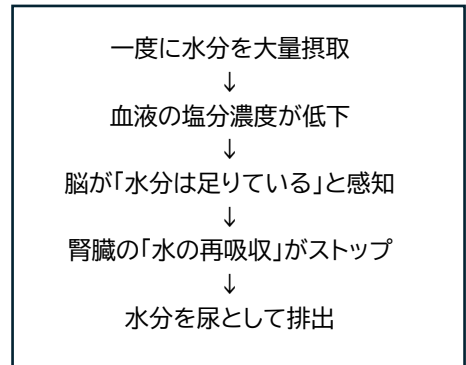 一度に水分を大量摂取
↓
血液の塩分濃度が低下
↓
脳が「水分は足りている」と感知
↓
腎臓の「水の再吸収」がストップ
↓
水分を尿として排出